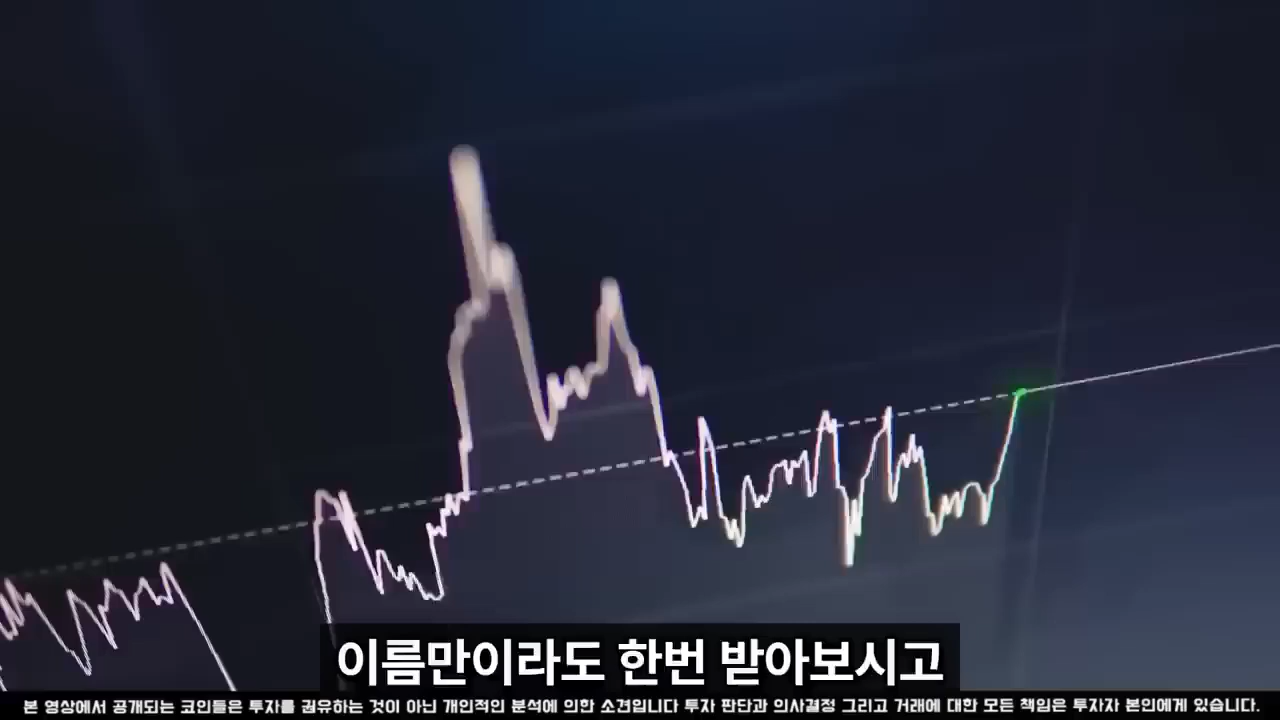 이름만이라도 한번 받아보시고
본 영상에서 공개되는 코인들은 투자를 권유하는 것이 아닌 개인적인 분석에 의한 소견입니다 투자 판단과 의사결정 그리고 거래에 대한 모든 책임은 투자자 본인에게 있습니다.